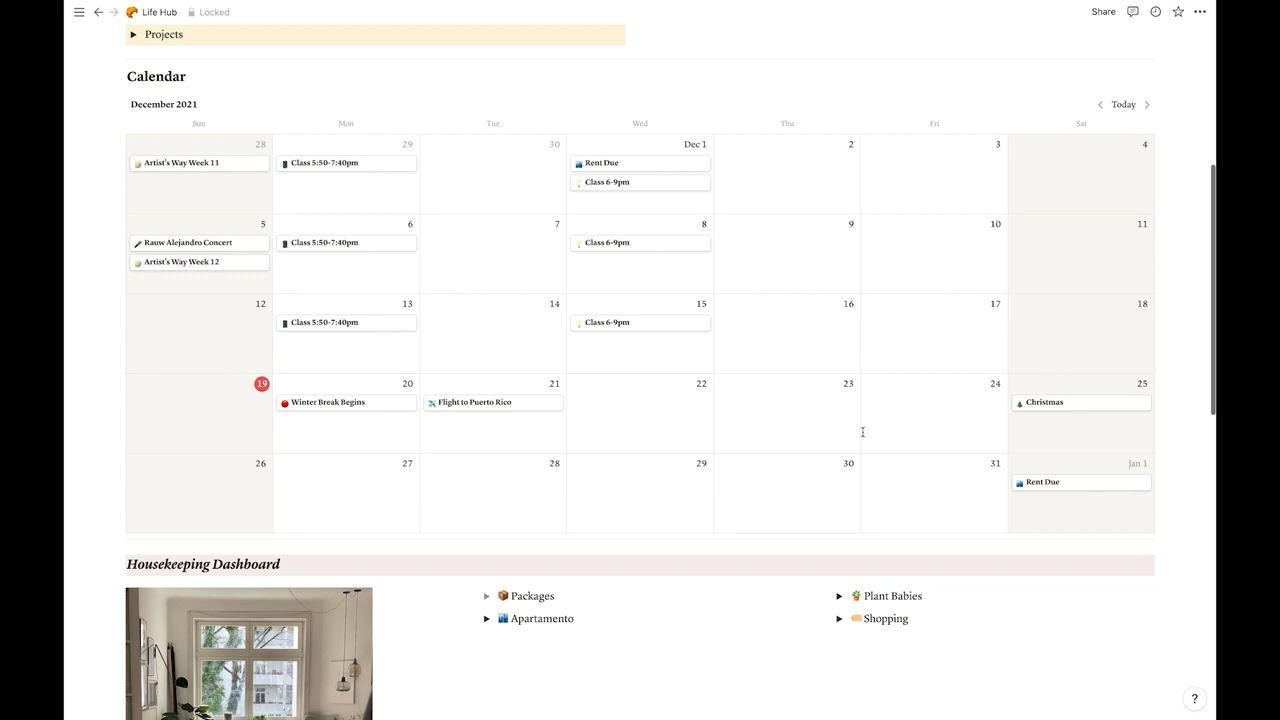 Life Hub Locked Share
Projects
Calendar
December 2021 Today
Sun Mon Tue Wed Thu Fri Sat
28 29 30 Dec 1 2 3 4
Artist's Way Week 11 Class 5:50-7:40pm Rent Due
Class 6-9pm
5 6 7 8 9 10 11
Rauw Alejandro Concert Class 5:50-7:40pm Class 6-9pm
Artist's Way Week 12
12 13 14 15 16 17 18
Class 5:50-7:40pm Class 6-9pm
19 20 21 22 23 24 25
Winter Break Begins Flight to Puerto Rico Christmas
26 27 28 29 30 31 Jan 1
Rent Due
Housekeeping Dashboard
Packages Plant Babies
Apartamento Shopping
?